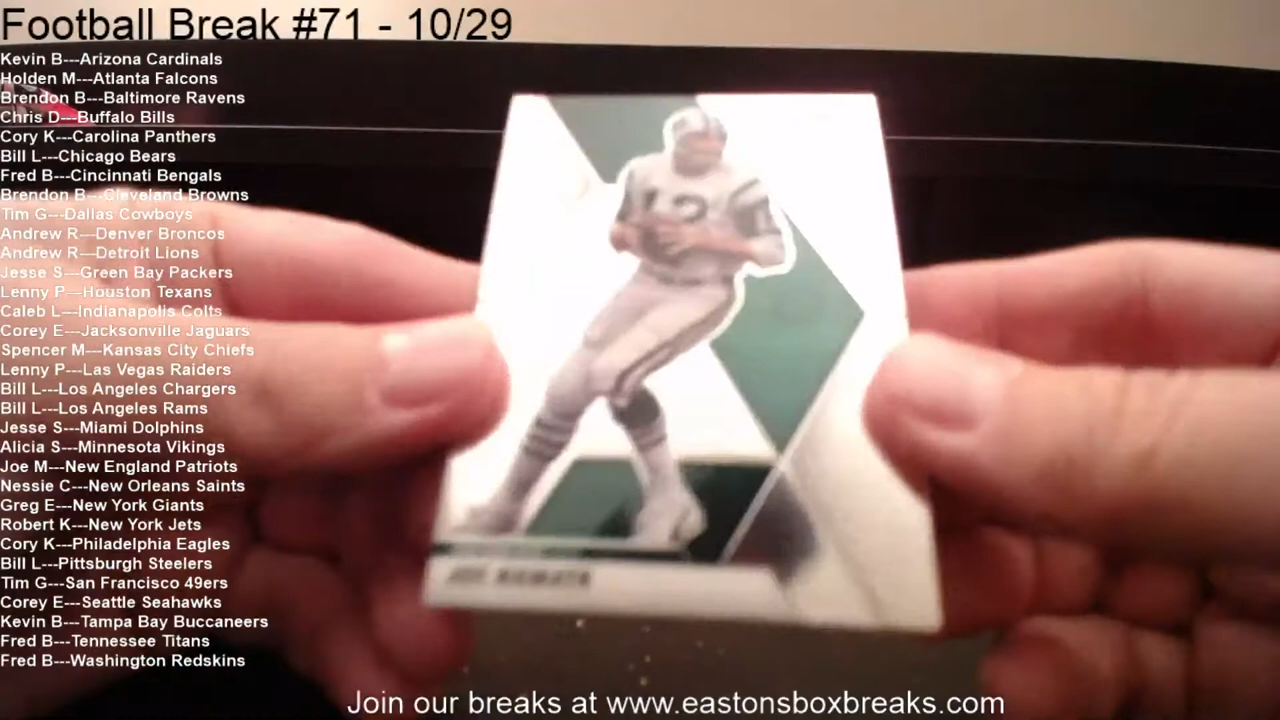 Football Break #71 - 10/29
Kevin B---Arizona Cardinals
Holden M---Atlanta Falcons
Brendon B---Baltimore Ravens
Chris D---Buffalo Bills
Cory K---Carolina Panthers
Bill L---Chicago Bears
Fred B---Cincinnati Bengals
Brendon B---Cleveland Browns
Tim G---Dallas Cowboys
Andrew R---Denver Broncos
Andrew R---Detroit Lions
Jesse S---Green Bay Packers
Lenny P---Houston Texans
Caleb L---Indianapolis Colts
Corey E---Jacksonville Jaguars
Spencer M---Kansas City Chiefs
Lenny P---Las Vegas Raiders
Bill L---Los Angeles Chargers
Bill L---Los Angeles Rams
Jesse S---Miami Dolphins
Alicia S---Minnesota Vikings
Joe M---New England Patriots
Nessie C---New Orleans Saints
Greg E---New York Giants
Robert K---New York Jets
Cory K---Philadelphia Eagles
Bill L---Pittsburgh Steelers
Tim G---San Francisco 49ers
Corey E---Seattle Seahawks
Kevin B---Tampa Bay Buccaneers
Fred B---Tennessee Titans
Fred B---Washington Redskins
12
JOE NAMATH
Join our breaks at www.eastonsboxbreaks.com